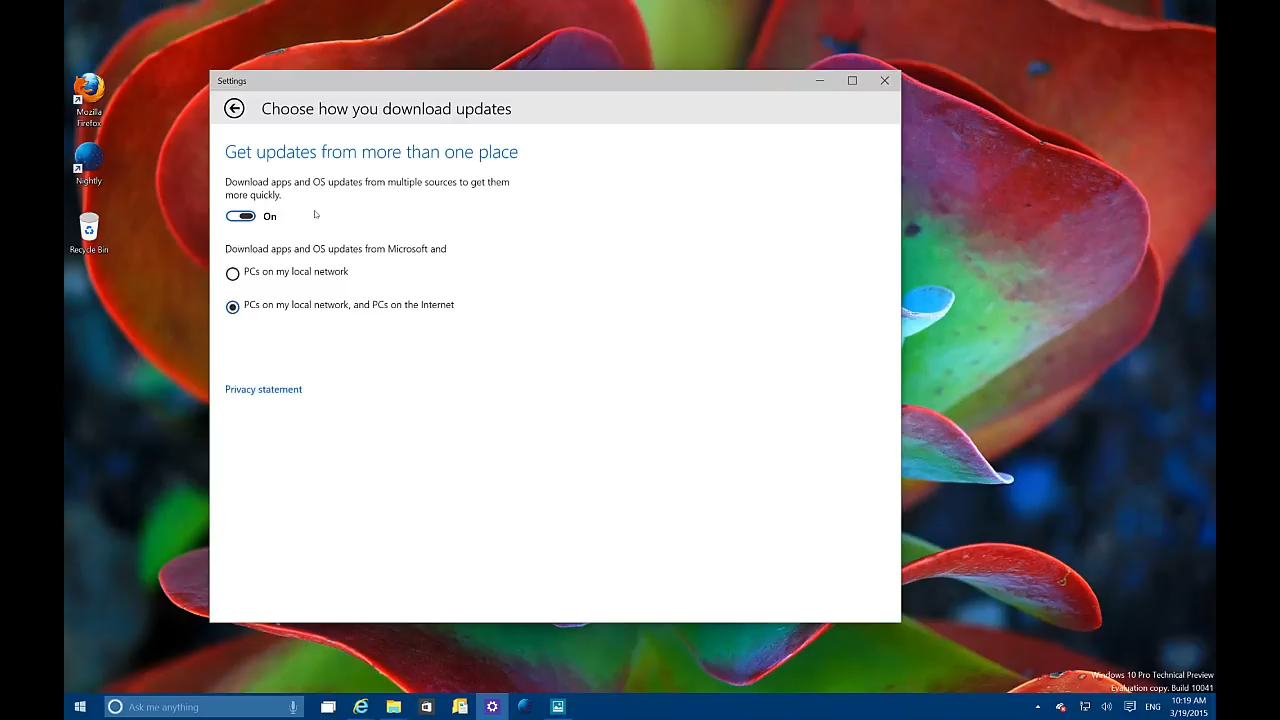 Mozilla
Firefox
Nightly
Recycle Bin
Settings
Choose how you download updates
Get updates from more than one place
Download apps and OS updates from multiple sources to get them
more quickly.
On
Download apps and OS updates from Microsoft and
PCs on my local network
PCs on my local network, and PCs on the Internet
Privacy statement
Windows 10 Pro Technical Preview
Evaluation copy. Build 10041
Ask me anything
ENG
10:19 AM
3/19/2015